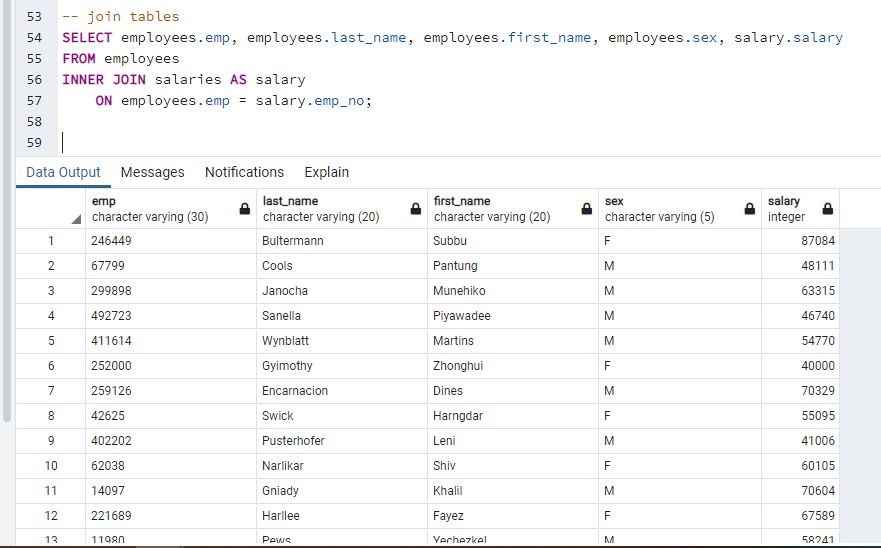 53 -- join tables
54 SELECT employees.emp, employees.last_name, employees.first_name, employees.sex, salary.salary
55 FROM employees
56 INNER JOIN salaries AS salary
57 ON employees.emp = salary.emp_no;
58
59
Data Output Messages Notifications Explain
emp last_name first_name sex salary
character varying (30) character varying (20) character varying (20) character varying (5) integer
1 246449 Bultermann Subbu F 87084
2 67799 Cools Pantung M 48111
3 299898 Janocha Munehiko M 63315
4 492723 Sanella Piyawadee M 46740
5 411614 Wynblatt Martins M 54770
6 252000 Gyimothy Zhonghui F 40000
7 259126 Encarnacion Dines M 70329
8 42625 Swick Harngdar F 55095
9 402202 Pusterhofer Leni M 41006
10 62038 Narlikar Shiv F 60105
11 14097 Gniady Khalil M 70604
12 221689 Harllee Fayez F 67589
13 11980 Pews Yechezkel M 58241